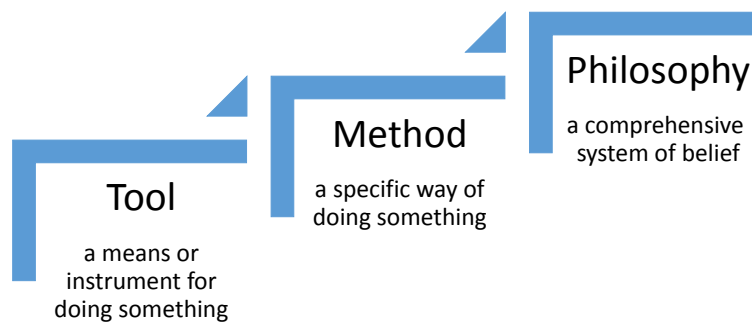 Tool
a means or
instrument for
doing something
Method
a specific way of
doing something
Philosophy
a comprehensive
system of belief